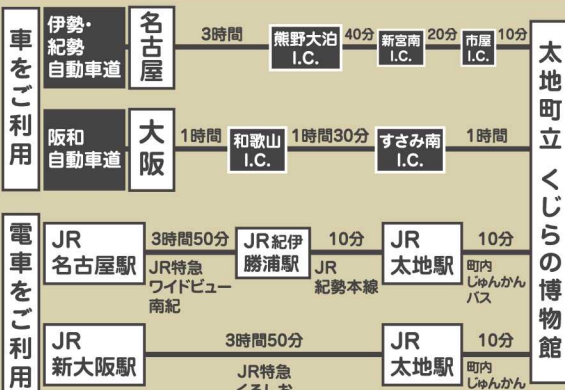 車をご利用
伊勢・
紀勢
自動車道
名古屋
3時間
熊野大泊
I.C.
40分
新宮南
I.C.
20分
市屋
I.C.
10分
阪和
自動車道
大阪
1時間
和歌山
I.C.
1時間30分
すさみ南
I.C.
1時間
電車をご利用
JR
名古屋駅
3時間50分
JR特急
ワイドビュー
南紀
JR紀伊
勝浦駅
10分
JR
紀勢本線
JR
太地駅
10分
町内
じゅんかん
バス
JR
新大阪駅
3時間50分
JR特急
くろしお
JR
太地駅
10分
町内
じゅんかん
太地町立 くじらの博物館